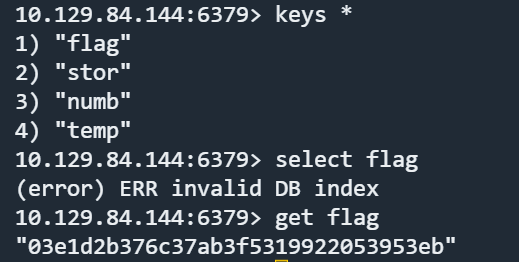 10.129.84.144:6379> keys *
1) "flag"
2) "stor"
3) "numb"
4) "temp"
10.129.84.144:6379> select flag
(error) ERR invalid DB index
10.129.84.144:6379> get flag
"03e1d2b376c37ab3f5319922053953eb"